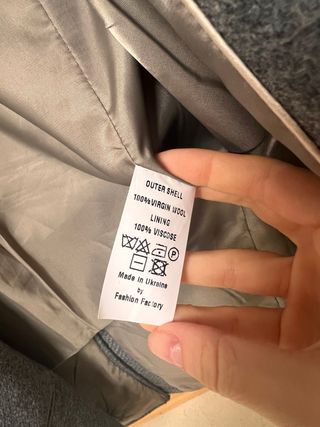 OUTER SHELL
100%VIRGIN WOOL
LINING
100% VISCOSE
P
Made in Ukraine
by
Fashion Factory